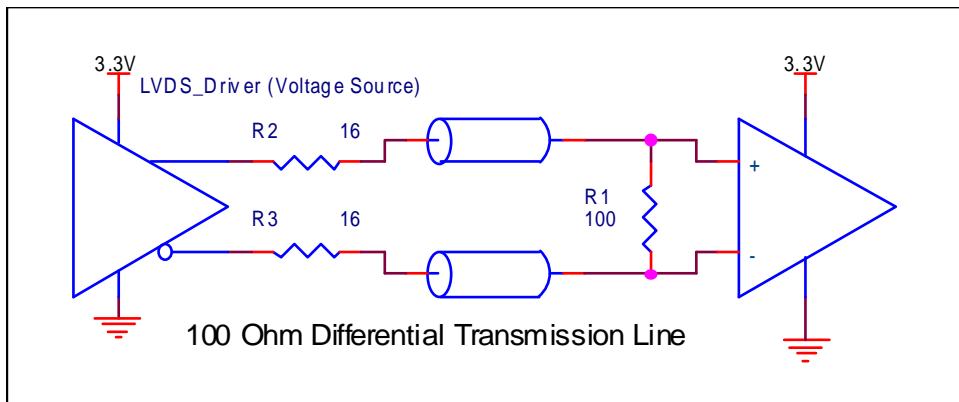 3.3V
3.3V
LVDS_Driver (Voltage Source)
R2 16
+
R1
100
R3 16
-
100 Ohm Differential Transmission Line